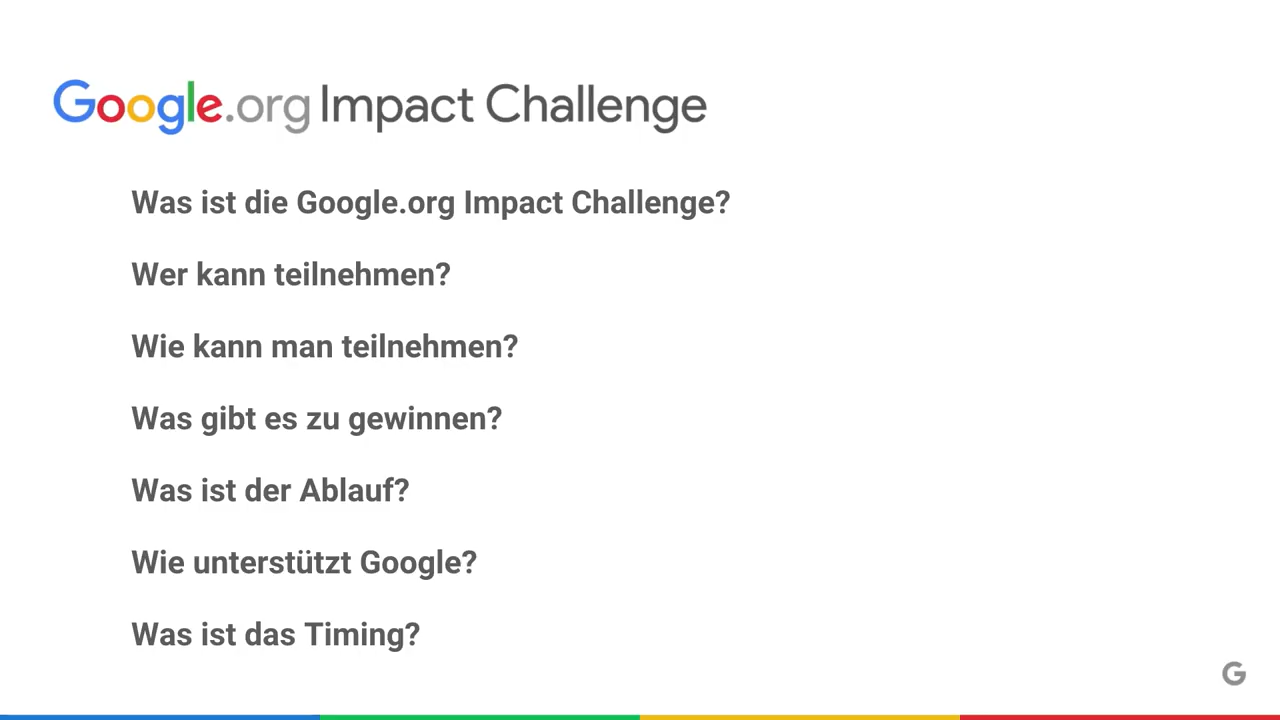 Google.org Impact Challenge
Was ist die Google.org Impact Challenge?
Wer kann teilnehmen?
Wie kann man teilnehmen?
Was gibt es zu gewinnen?
Was ist der Ablauf?
Wie unterstützt Google?
Was ist das Timing?
G